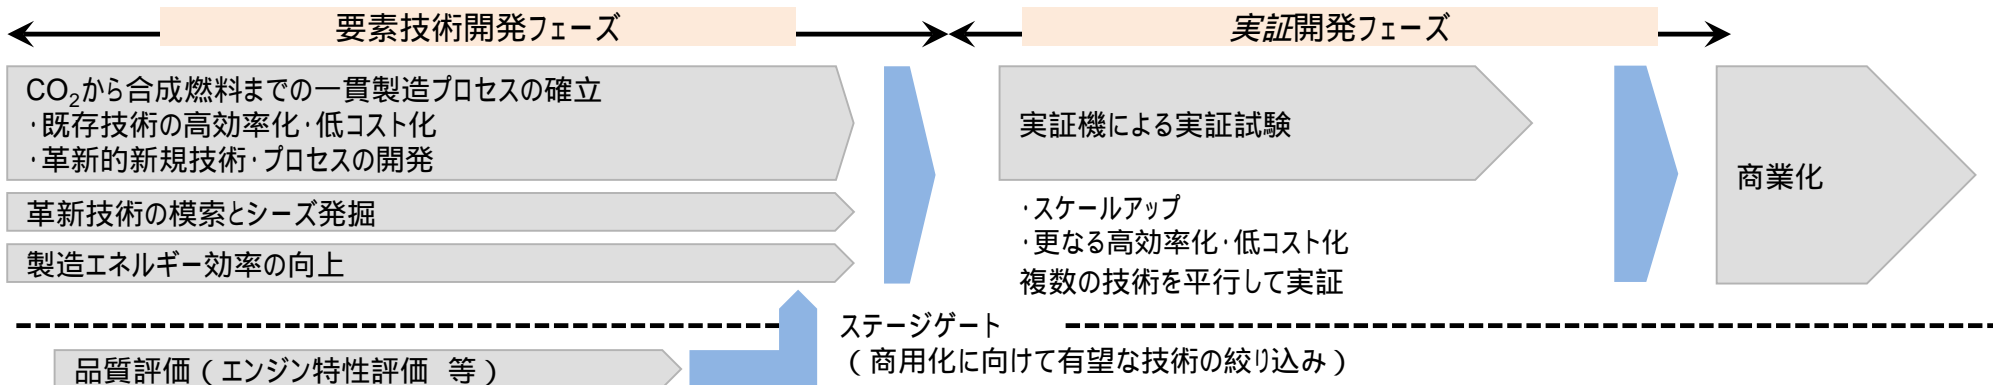 要素技術開発フェーズ
実証開発フェーズ
CO₂から合成燃料までの一貫製造プロセスの確立
・既存技術の高効率化・低コスト化
・革新的新規技術・プロセスの開発
革新技術の模索とシーズ発掘
製造エネルギー効率の向上
実証機による実証試験
・スケールアップ
・更なる高効率化・低コスト化
複数の技術を平行して実証
商業化
ステージゲート
(商用化に向けて有望な技術の絞り込み)
品質評価(エンジン特性評価 等)